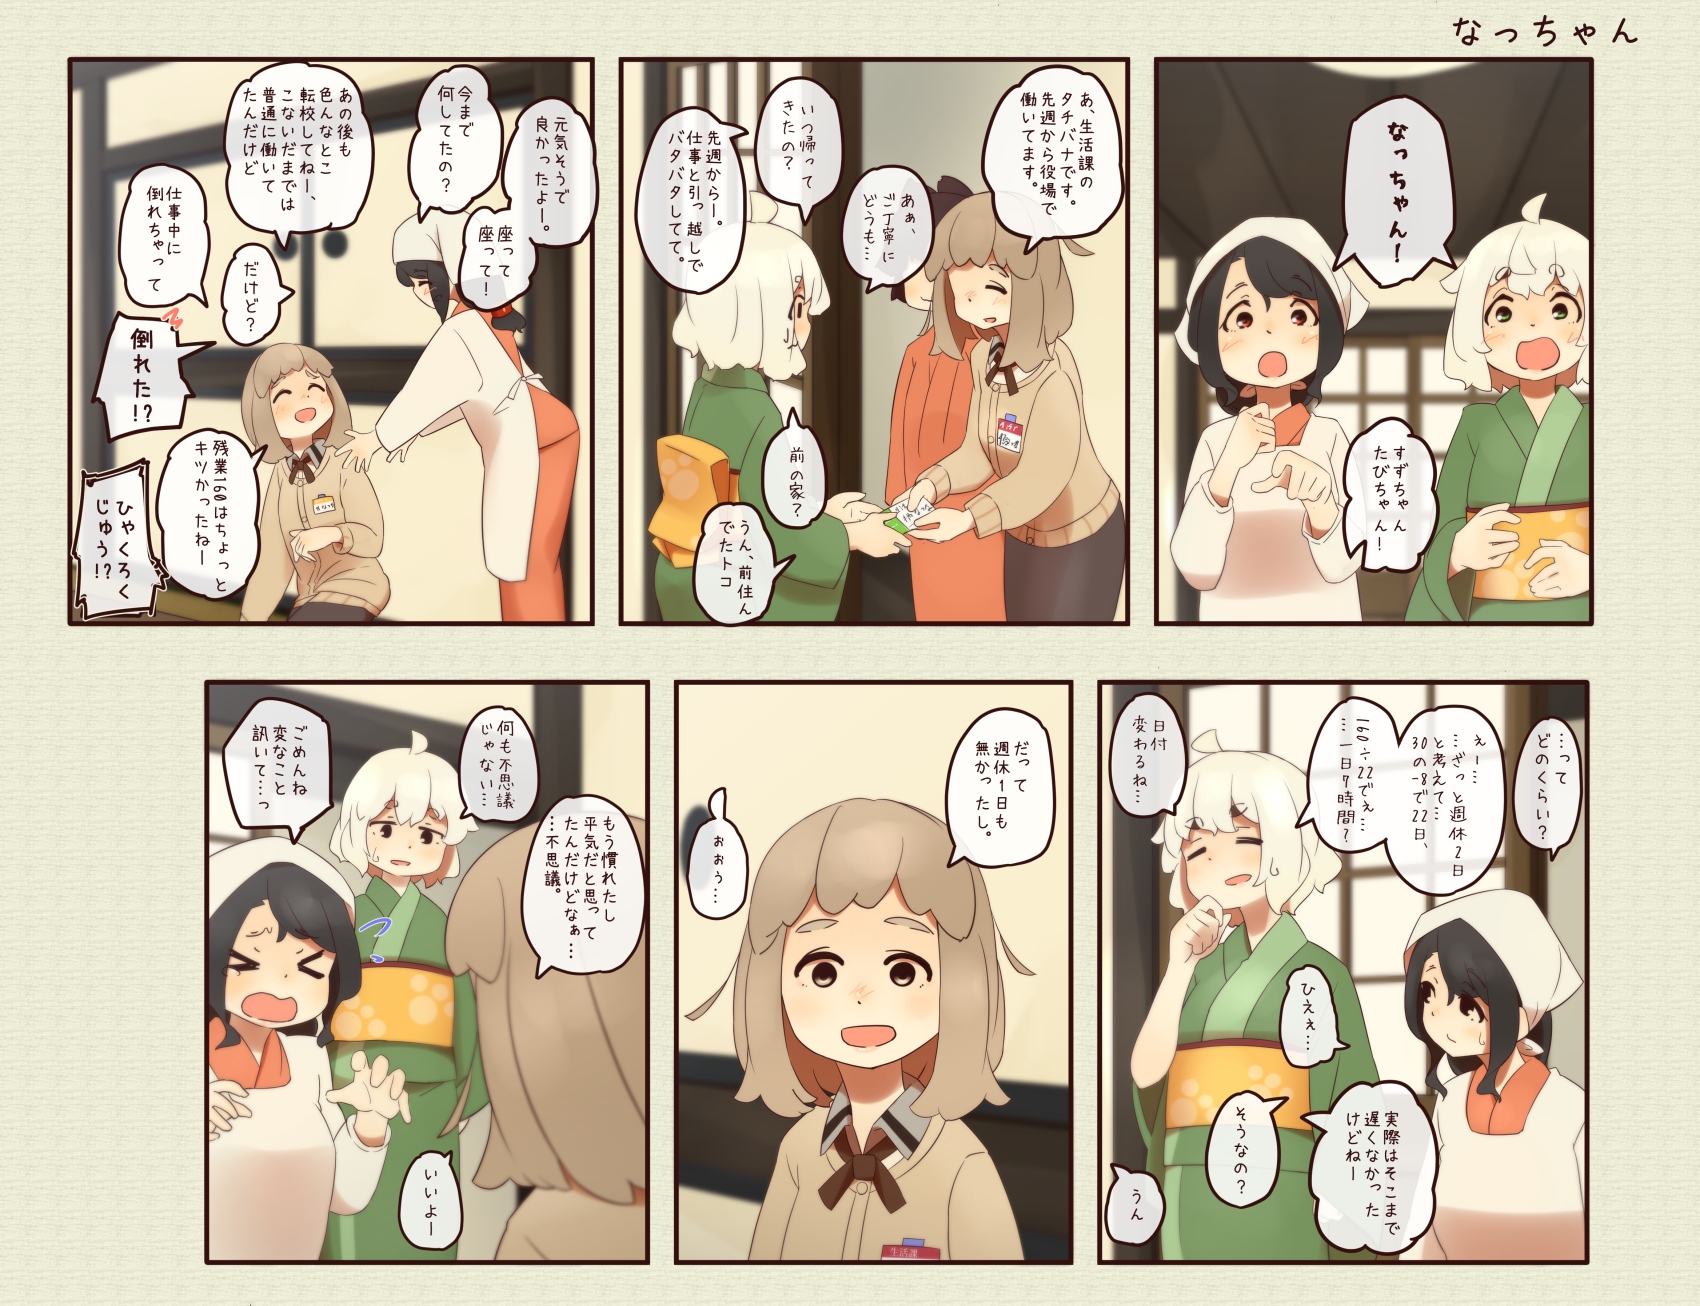 なっちゃん
なっちゃん！
すずちゃん
たびちゃん！
あ、生活課の
タチバナです。
先週から役場で
働いてます。
ああ、
ご丁寧に
どうも…
いつ帰って
きたの？
先週からー。
仕事と引っ越しで
バタバタしてて。
前の家？
うん、前住ん
でたトコ
元気そうで
良かったよー。
座って
座って！
今まで
何してたの？
あの後も
色んなとこ
転校してねー、
こないだまでは
普通に働いて
たんだけど
だけど？
仕事中に
倒れちゃって
倒れた！？
残業160はちょっと
キツかったねー
ひゃくろく
じゅう！？
…って
どのくらい？
えー…
…ざっと週休2日
と考えて…
30の-8で22日、
160÷22でえ…
…一日7時間？
日付
変わるね…
ひえぇ…
実際はそこまで
遅くなかった
けどねー
そうなの？
うん
だって
週休1日も
無かったし。
おぉぅ…
生活課
もう慣れたし
平気だと思って
たんだけどなぁ…
…不思議。
何も不思議
じゃない…
ごめんね
変なこと
訊いて…っ
いいよー